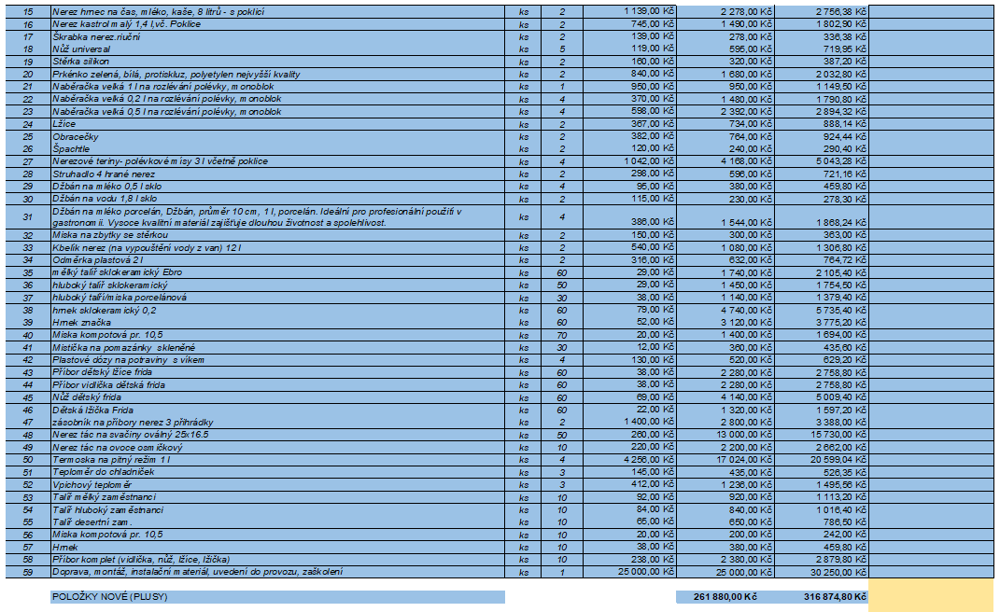 15 Nerez hrnec na čas, mléko, kaše, 8 litrů - s poklicí ks 2 1 139,00 Kč 2 278,00 Kč 2 756,38 Kč
16 Nerez kastrol malý 1,4 l,vč. Poklice ks 2 745,00 Kč 1 490,00 Kč 1 802,90 Kč
17 Škrabka nerez.riuční ks 2 139,00 Kč 278,00 Kč 336,38 Kč
18 Nůž universal ks 5 119,00 Kč 595,00 Kč 719,95 Kč
19 Stěrka silikon ks 2 160,00 Kč 320,00 Kč 387,20 Kč
20 Prkénko zelená, bílá, protiskluz, polyetylen nejvyšší kvality ks 2 840,00 Kč 1 680,00 Kč 2 032,80 Kč
21 Naběračka velká 1 l na rozlévání polévky, monoblok ks 1 950,00 Kč 950,00 Kč 1 149,50 Kč
22 Naběračka velká 0,2 l na rozlévání polévky, monoblok ks 4 370,00 Kč 1 480,00 Kč 1 790,80 Kč
23 Naběračka velká 0,5 l na rozlévání polévky, monoblok ks 4 598,00 Kč 2 392,00 Kč 2 894,32 Kč
24 Lžíce ks 2 367,00 Kč 734,00 Kč 888,14 Kč
25 Obracečky ks 2 382,00 Kč 764,00 Kč 924,44 Kč
26 Špachtle ks 2 120,00 Kč 240,00 Kč 290,40 Kč
27 Nerezové teriny- polévkové mísy 3 l včetně poklice ks 4 1 042,00 Kč 4 168,00 Kč 5 043,28 Kč
28 Struhadlo 4 hrané nerez ks 2 298,00 Kč 596,00 Kč 721,16 Kč
29 Džbán na mléko 0,5 l sklo ks 4 95,00 Kč 380,00 Kč 459,80 Kč
30 Džbán na vodu 1,8 l sklo ks 2 115,00 Kč 230,00 Kč 278,30 Kč
31 Džbán na mléko porcelán, Džbán, průměr 10 cm, 1 l, porcelán. Ideální pro profesionální použití v
gastronomii. Vysoce kvalitní materiál zajišťuje dlouhou životnost a spolehlivost. ks 4 386,00 Kč 1 544,00 Kč 1 868,24 Kč
32 Miska na zbytky se stěrkou ks 2 150,00 Kč 300,00 Kč 363,00 Kč
33 Kbelík nerez (na vypouštění vody z van) 12 l ks 2 540,00 Kč 1 080,00 Kč 1 306,80 Kč
34 Odměrka plastová 2 l ks 2 316,00 Kč 632,00 Kč 764,72 Kč
35 mělký talíř sklokeramický Ebro ks 60 29,00 Kč 1 740,00 Kč 2 105,40 Kč
36 hluboký talíř sklokeramický ks 50 29,00 Kč 1 450,00 Kč 1 754,50 Kč
37 hluboký talíři/miska porcelánová ks 30 38,00 Kč 1 140,00 Kč 1 379,40 Kč
38 hrnek sklokeramický 0,2 ks 60 79,00 Kč 4 740,00 Kč 5 735,40 Kč
39 Hrnek značka ks 60 52,00 Kč 3 120,00 Kč 3 775,20 Kč
40 Miska kompotová pr. 10,5 ks 70 20,00 Kč 1 400,00 Kč 1 694,00 Kč
41 Mistička na pomazánky skleněné ks 30 12,00 Kč 360,00 Kč 435,60 Kč
42 Plastové dózy na potraviny s víkem ks 4 130,00 Kč 520,00 Kč 629,20 Kč
43 Příbor dětský lžíce frida ks 60 38,00 Kč 2 280,00 Kč 2 758,80 Kč
44 Příbor vidlička dětská frida ks 60 38,00 Kč 2 280,00 Kč 2 758,80 Kč
45 Nůž dětský frida ks 60 69,00 Kč 4 140,00 Kč 5 009,40 Kč
46 Dětská lžička Frida ks 60 22,00 Kč 1 320,00 Kč 1 597,20 Kč
47 zásobník na příbory nerez 3 přihrádky ks 2 1 400,00 Kč 2 800,00 Kč 3 388,00 Kč
48 Nerez tác na svačiny oválný 25x16.5 ks 50 260,00 Kč 13 000,00 Kč 15 730,00 Kč
49 Nerez tác na ovoce osmičkový ks 10 220,00 Kč 2 200,00 Kč 2 662,00 Kč
50 Termoska na pitný režim 1 l ks 4 4 256,00 Kč 17 024,00 Kč 20 599,04 Kč
51 Teploměr do chladniček ks 3 145,00 Kč 435,00 Kč 526,35 Kč
52 Vpichový teploměr ks 3 412,00 Kč 1 236,00 Kč 1 495,56 Kč
53 Talíř mělký zaměstnanci ks 10 92,00 Kč 920,00 Kč 1 113,20 Kč
54 Talíř hluboký zaměstnanci ks 10 84,00 Kč 840,00 Kč 1 016,40 Kč
55 Talíř desertní zam. ks 10 65,00 Kč 650,00 Kč 786,50 Kč
56 Miska kompotová pr. 10,5 ks 10 20,00 Kč 200,00 Kč 242,00 Kč
57 Hrnek ks 10 38,00 Kč 380,00 Kč 459,80 Kč
58 Příbor komplet (vidlička, nůž, lžíce, lžička) ks 10 238,00 Kč 2 380,00 Kč 2 879,80 Kč
59 Doprava, montáž, instalační materiál, uvedení do provozu, zaškolení ks 1 25 000,00 Kč 25 000,00 Kč 30 250,00 Kč
POLOŽKY NOVÉ (PLUSY) 261 880,00 Kč 316 874,80 Kč